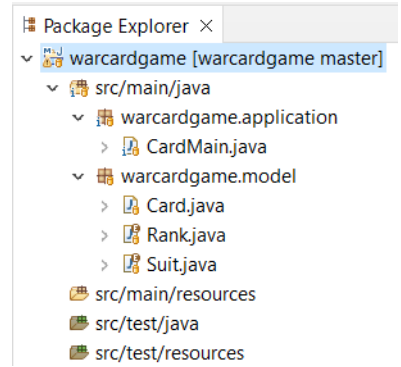 Package Explorer
warcardgame [warcardgame master]
src/main/java
warcardgame.application
CardMain.java
warcardgame.model
Card.java
Rank.java
Suit.java
src/main/resources
src/test/java
src/test/resources